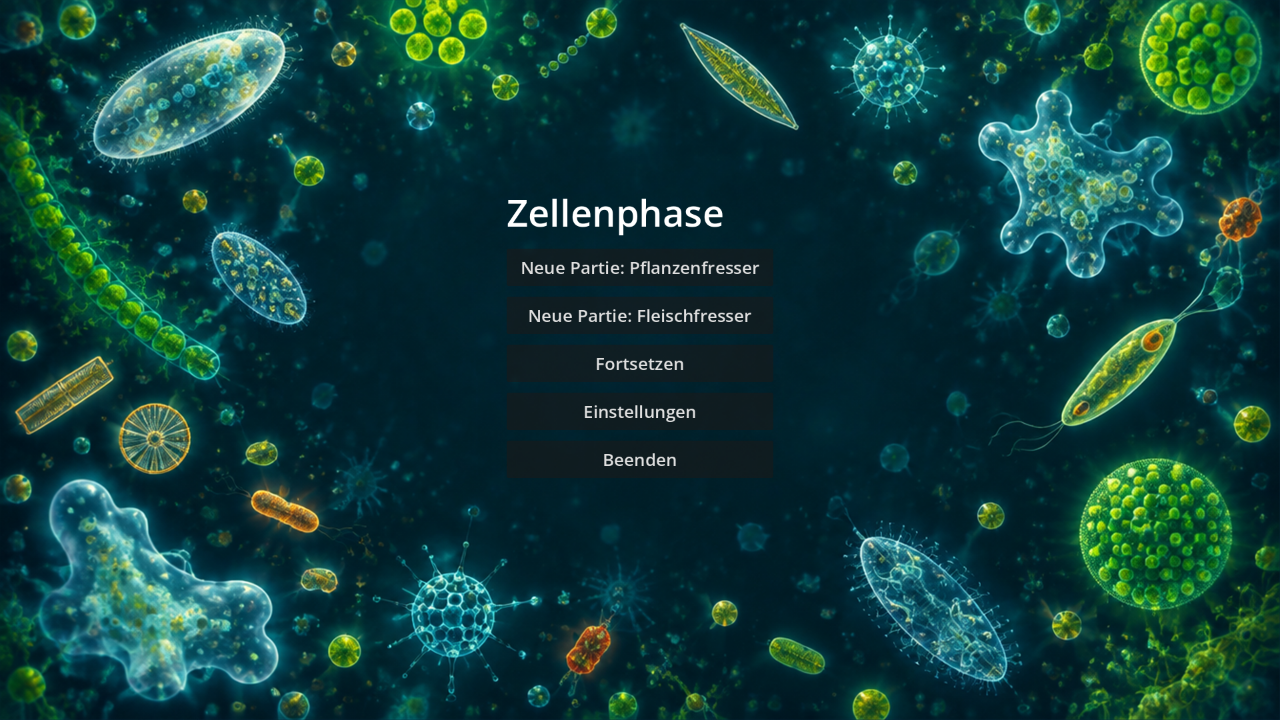 Zellenphase
Neue Partie: Pflanzenfresser
Neue Partie: Fleischfresser
Fortsetzen
Einstellungen
Beenden